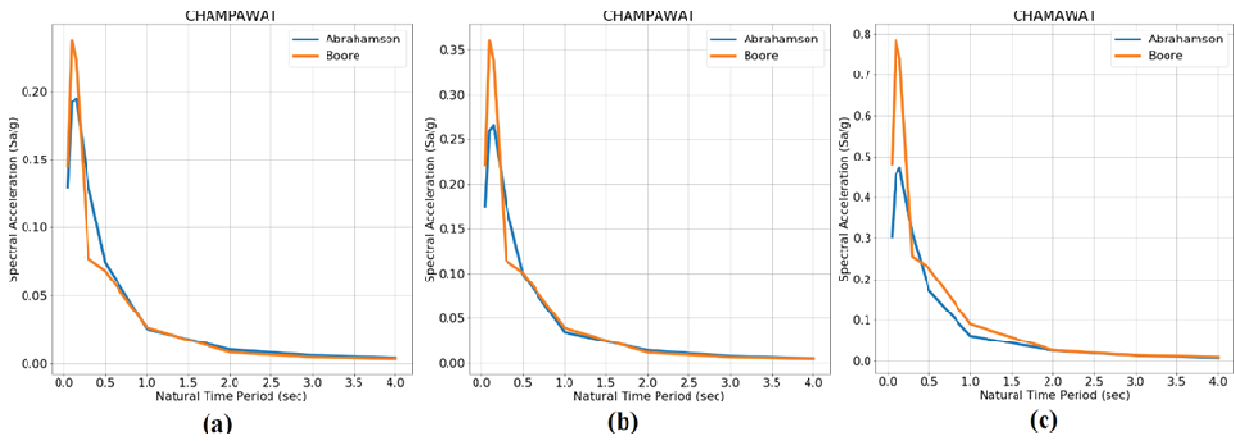 CHAMPAWAT
Abrahamson
Boore
Spectral Acceleration (Sa/g)
0.20
0.15
0.10
0.05
0.00
0.0 0.5 1.0 1.5 2.0 2.5 3.0 3.5 4.0
Natural Time Period (sec)
(a)
CHAMPAWAT
Abrahamson
Boore
Spectral Acceleration (Sa/g)
0.35
0.30
0.25
0.20
0.15
0.10
0.05
0.00
0.0 0.5 1.0 1.5 2.0 2.5 3.0 3.5 4.0
Natural Time Period (sec)
(b)
CHAMAWAT
Abrahamson
Boore
Spectral Acceleration (Sa/g)
0.8
0.7
0.6
0.5
0.4
0.3
0.2
0.1
0.0
0.0 0.5 1.0 1.5 2.0 2.5 3.0 3.5 4.0
Natural Time Period (sec)
(c)